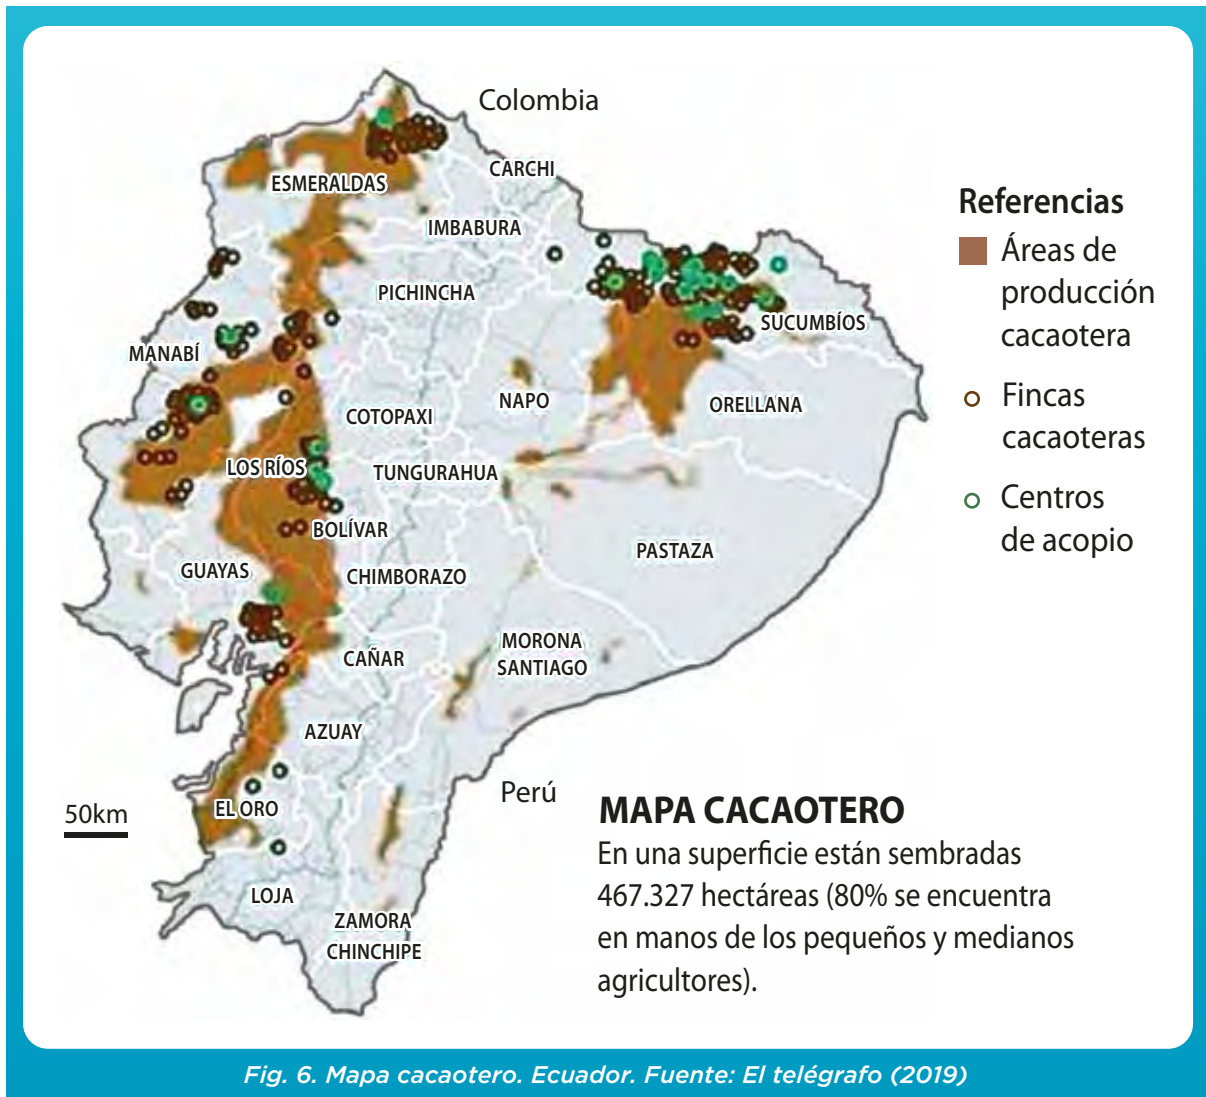 Colombia
CARCHI
ESMERALDAS
IMBABURA
PICHINCHA
SUCUMBÍOS
MANABÍ
NAPO
ORELLANA
COTOPAXI
LOS RÍOS
TUNGURAHUA
BOLÍVAR
PASTAZA
GUAYAS
CHIMBORAZO
MORONA
SANTIAGO
CAÑAR
AZUAY
Perú
EL ORO
50km
LOJA
ZAMORA
CHINCHIPE
Referencias
Áreas de
producción
cacaotera
Fincas
cacaoteras
Centros
de acopio
MAPA CACAOTERO
En una superficie están sembradas
467.327 hectáreas (80% se encuentra
en manos de los pequeños y medianos
agricultores).
Fig. 6. Mapa cacaotero. Ecuador. Fuente: El telégrafo (2019)